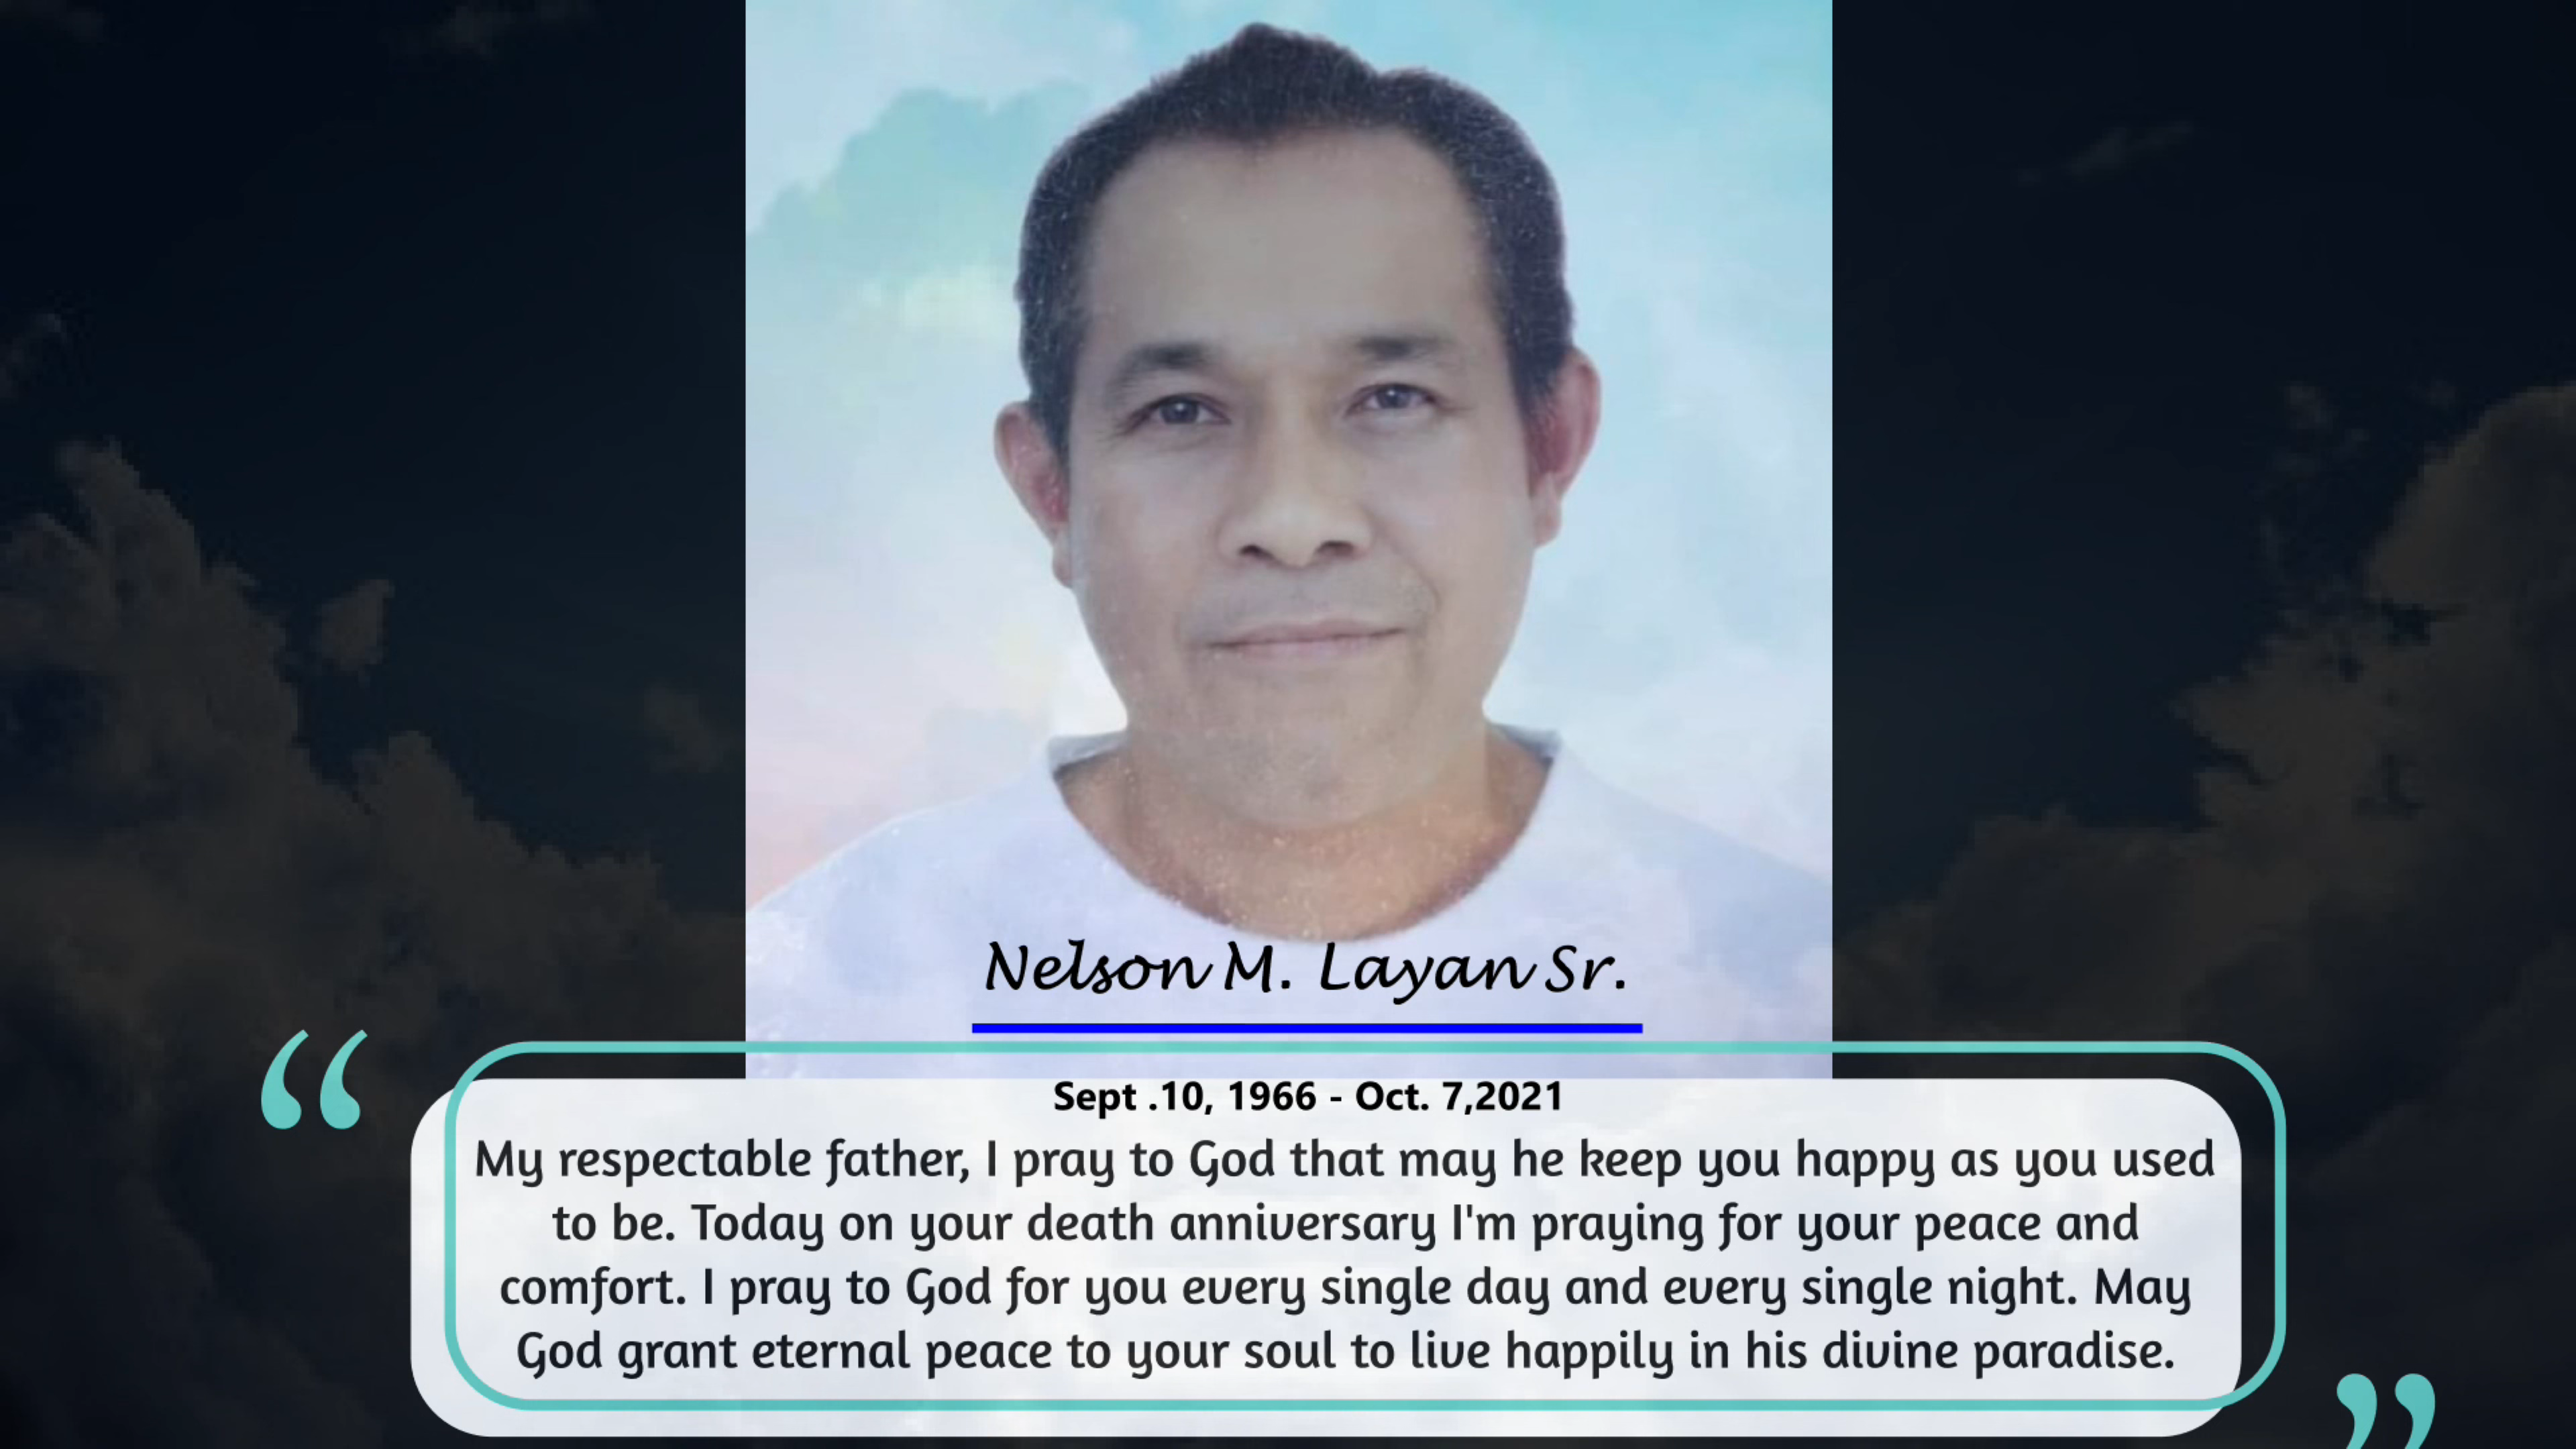 Nelson M. Layan Sr.
“
Sept .10, 1966 - Oct. 7,2021
My respectable father, I pray to God that may he keep you happy as you used
to be. Today on your death anniversary I'm praying for your peace and
comfort. I pray to God for you every single day and every single night. May
God grant eternal peace to your soul to live happily in his divine paradise.
”